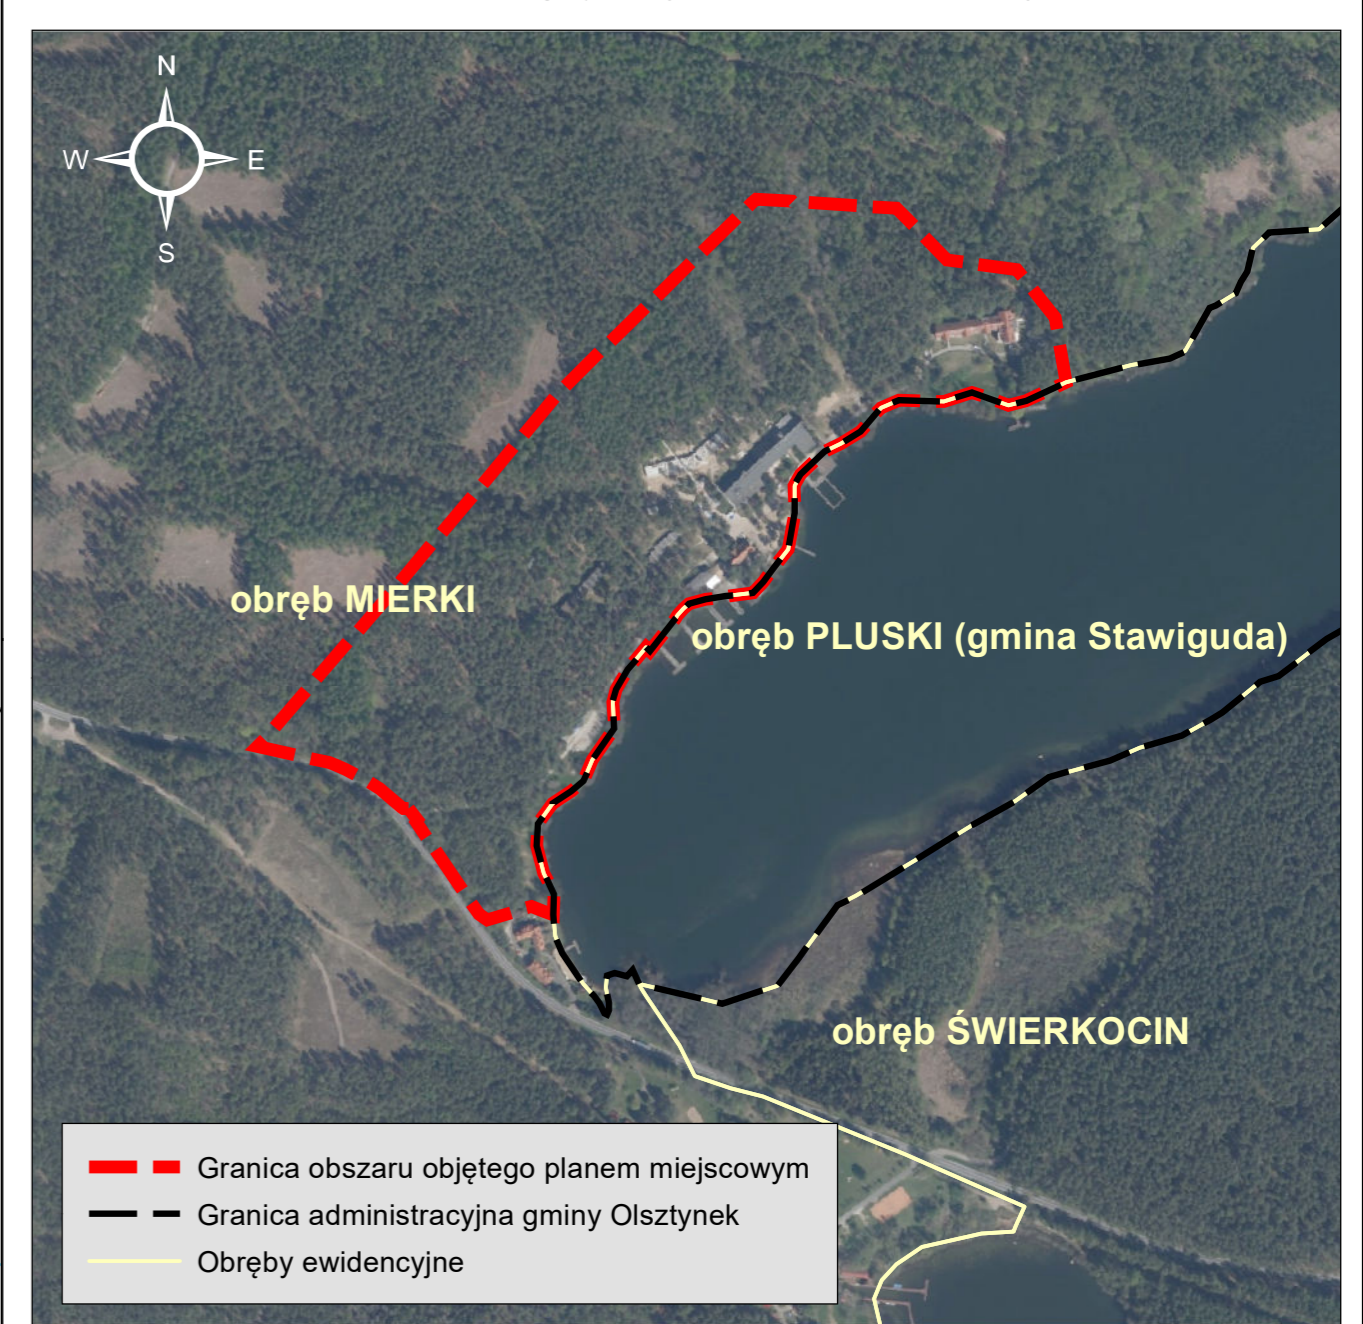 N
W E
S
obręb MIERKI
obręb PLUSKI (gmina Stawiguda)
obręb ŚWIERKOCIN
Granica obszaru objętego planem miejscowym
Granica administracyjna gminy Olsztynek
Obręby ewidencyjne